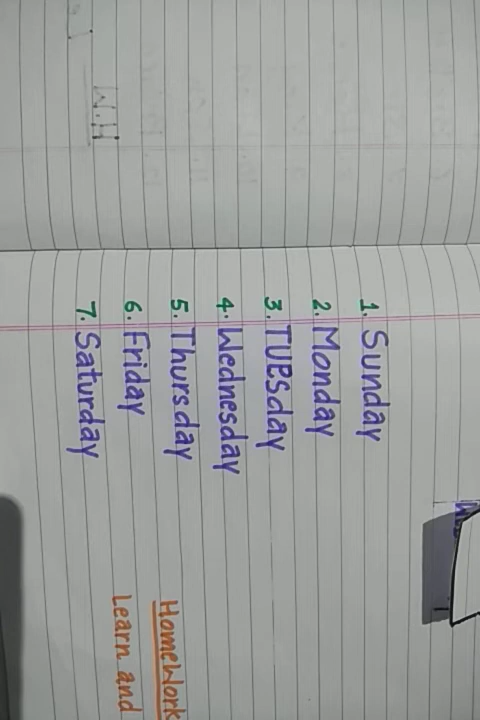 1. Sunday
2. Monday
3. TUESday
4. Wednesday
5. Thursday
6. Friday
7. Saturday
Homework
Learn and
W.H